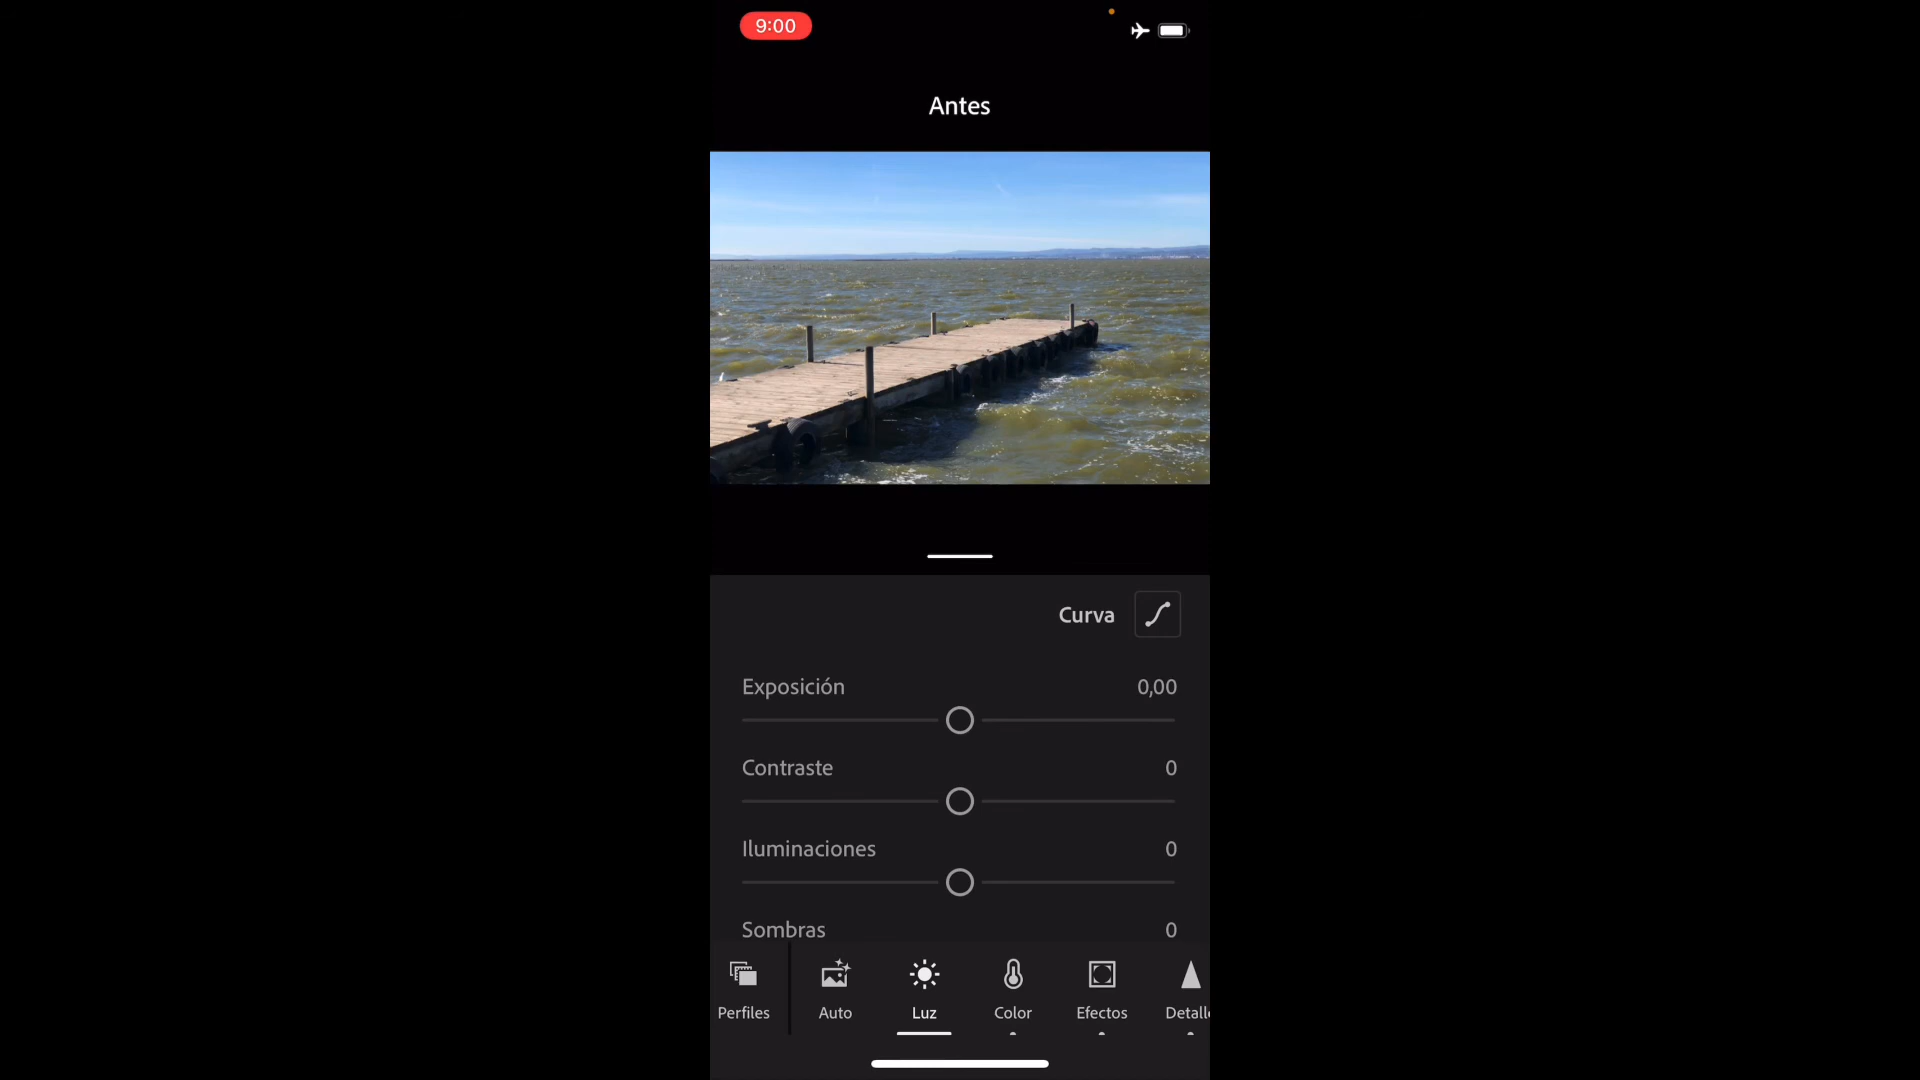 9:00
Antes
Curva
Exposición 0,00
Contraste 0
Iluminaciones 0
Sombras 0
Perfiles Auto Luz Color Efectos Detall